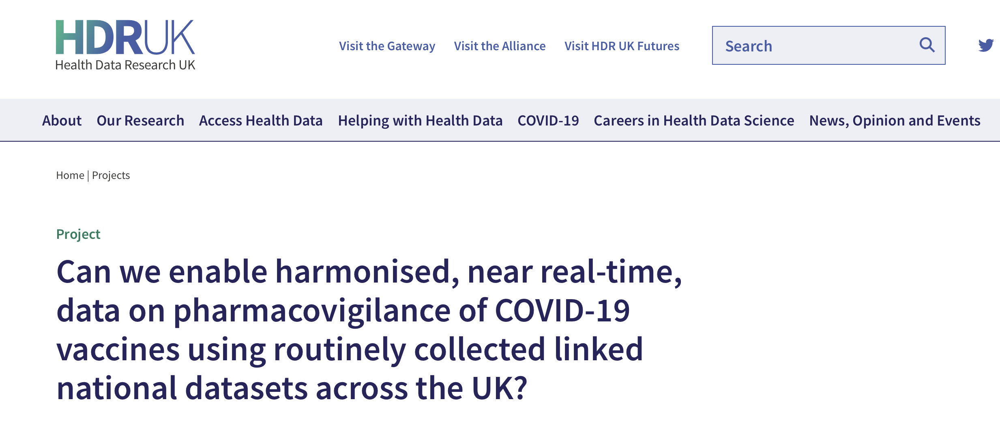 HDRUK
Health Data Research UK
Visit the Gateway
Visit the Alliance
Visit HDR UK Futures
Search
About
Our Research
Access Health Data
Helping with Health Data
COVID-19
Careers in Health Data Science
News, Opinion and Events
Home | Projects
Project
Can we enable harmonised, near real-time,
data on pharmacovigilance of COVID-19
vaccines using routinely collected linked
national datasets across the UK?